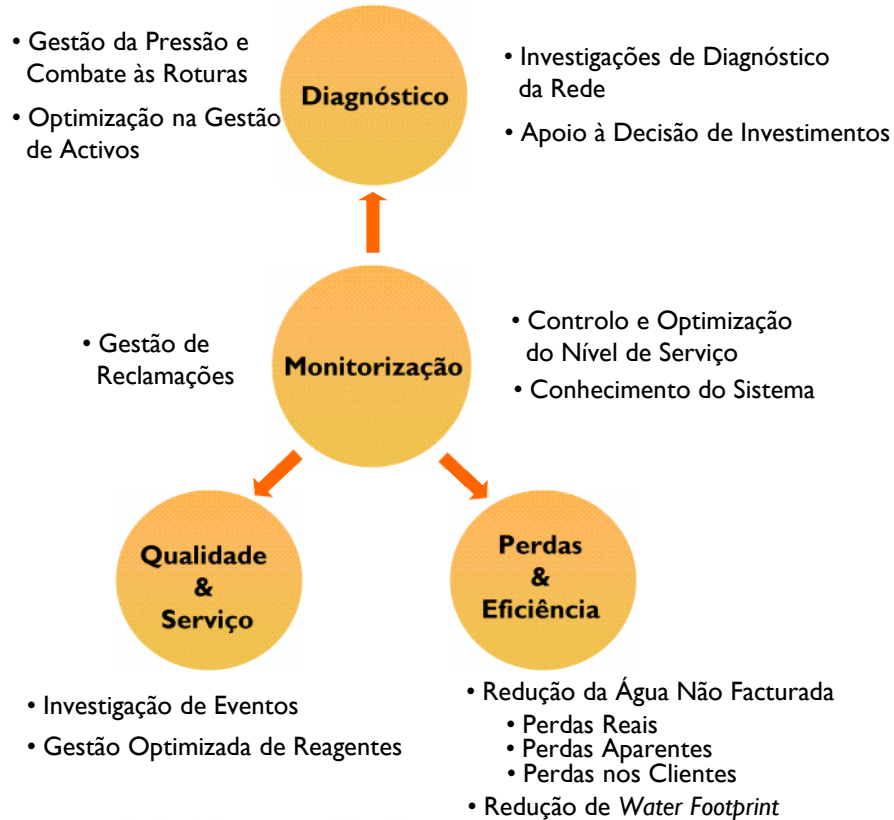 • Gestão da Pressão e
Combate às Roturas
• Optimização na Gestão
de Activos
Diagnóstico
• Investigações de Diagnóstico
da Rede
• Apoio à Decisão de Investimentos
• Gestão de
Reclamações
Monitorização
• Controlo e Optimização
do Nível de Serviço
• Conhecimento do Sistema
Qualidade
&
Serviço
Perdas
&
Eficiência
• Investigação de Eventos
• Gestão Optimizada de Reagentes
• Redução da Água Não Facturada
• Perdas Reais
• Perdas Aparentes
• Perdas nos Clientes
• Redução de Water Footprint